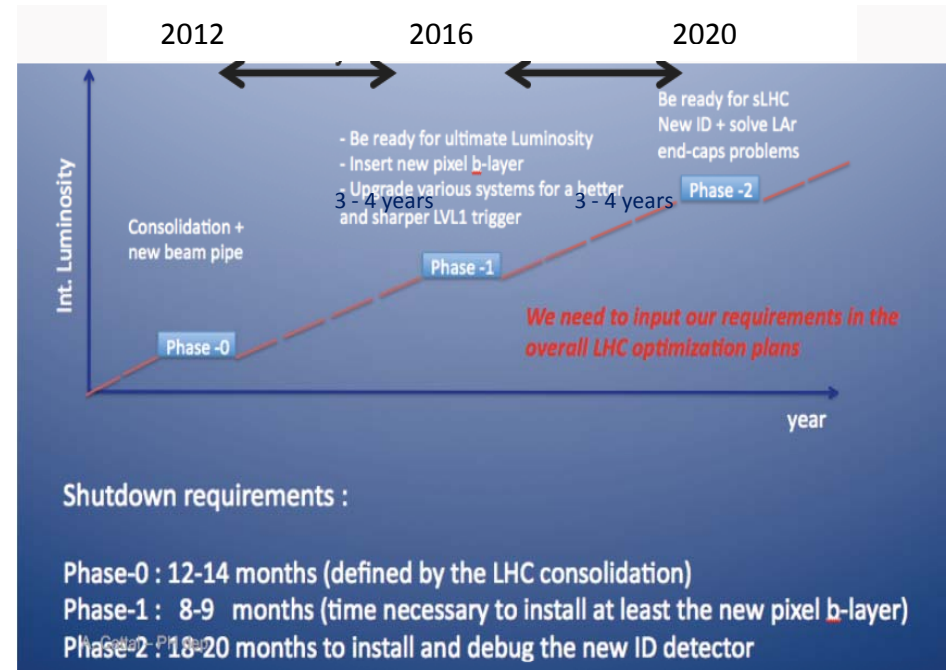 2012
2016
2020
Be ready for sLHC
New ID + solve LAr
end-caps problems
- Be ready for ultimate Luminosity
- Insert new pixel b-layer
- Upgrade various systems for a better
and sharper LVL1 trigger
3 - 4 years
3 - 4 years
Phase -2
Consolidation +
new beam pipe
Int. Luminosity
Phase -1
We need to input our requirements in the
overall LHC optimization plans
Phase -0
year
Shutdown requirements :
Phase-0 : 12-14 months (defined by the LHC consolidation)
Phase-1 : 8-9 months (time necessary to install at least the new pixel b-layer)
Phase-2 : 18-20 months to install and debug the new ID detector